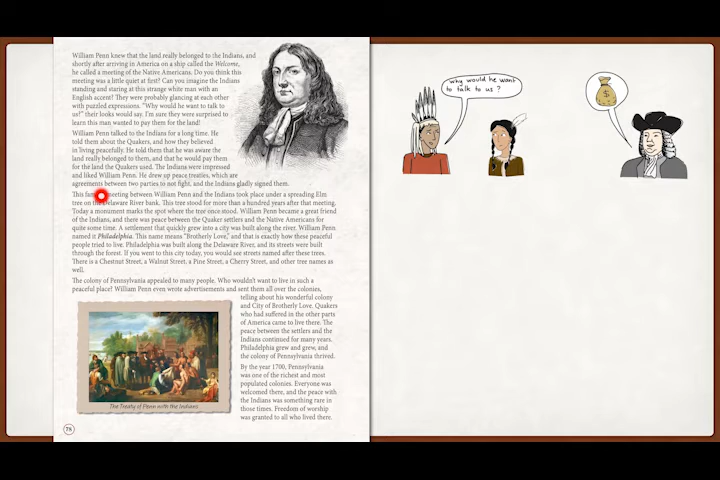 William Penn knew that the land really belonged to the Indians, and
shortly after arriving in America on a ship called the Welcome,
he called a meeting of the Native Americans. Do you think this
meeting was a little quiet at first? Can you imagine the Indians
standing and staring at this strange white man with an
English accent? They were probably glancing at each other
with puzzled expressions. "Why would he want to talk to
us?" their looks would say. I'm sure they were surprised to
learn this man wanted to pay them for the land!
William Penn talked to the Indians for a long time. He
told them about the Quakers, and how they believed
in living peacefully. He told them that he was aware the
land really belonged to them, and that he would pay them
for the land the Quakers used. The Indians were impressed
and liked William Penn. He drew up peace treaties, which are
agreements between two parties to not fight, and the Indians gladly signed them.
This meeting between William Penn and the Indians took place under a spreading Elm
tree on the Delaware River bank. This tree stood for more than a hundred years after that meeting.
Today a monument marks the spot where the tree once stood. William Penn became a great friend
of the Indians, and there was peace between the Quaker settlers and the Native Americans for
quite some time. A settlement that quickly grew into a city was built along the river. William Penn
named it Philadelphia. This name means "Brotherly Love," and that is exactly how these peaceful
people tried to live. Philadelphia was built along the Delaware River, and its streets were built
through the forest. If you went to this city today, you would see streets named after these trees.
There is a Chestnut Street, a Walnut Street, a Pine Street, a Cherry Street, and other tree names as
well.
The colony of Pennsylvania appealed to many people. Who wouldn't want to live in such a
peaceful place? William Penn even wrote advertisements and sent them all over the colonies,
telling about his wonderful colony
and City of Brotherly Love. Quakers
who had suffered in the other parts
of America came to live there. The
peace between the settlers and the
Indians continued for many years.
Philadelphia grew and grew, and
the colony of Pennsylvania thrived.
By the year 1700, Pennsylvania
was one of the richest and most
populated colonies. Everyone was
welcomed there, and the peace with
the Indians was something rare in
those times. Freedom of worship
was granted to all who lived there.
The Treaty of Penn with the Indians
78
why would he want
to talk to us ?
$